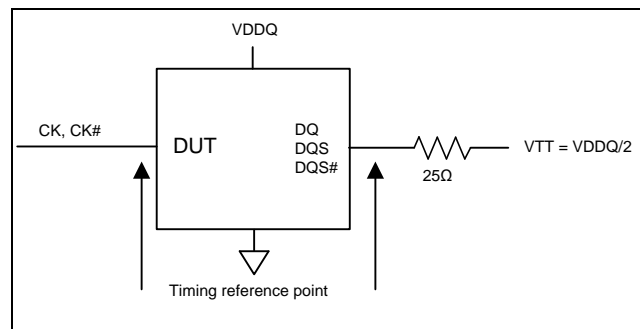 VDDQ
CK, CK#
DUT
DQ
DQS
DQS#
25Ω
VTT = VDDQ/2
Timing reference point